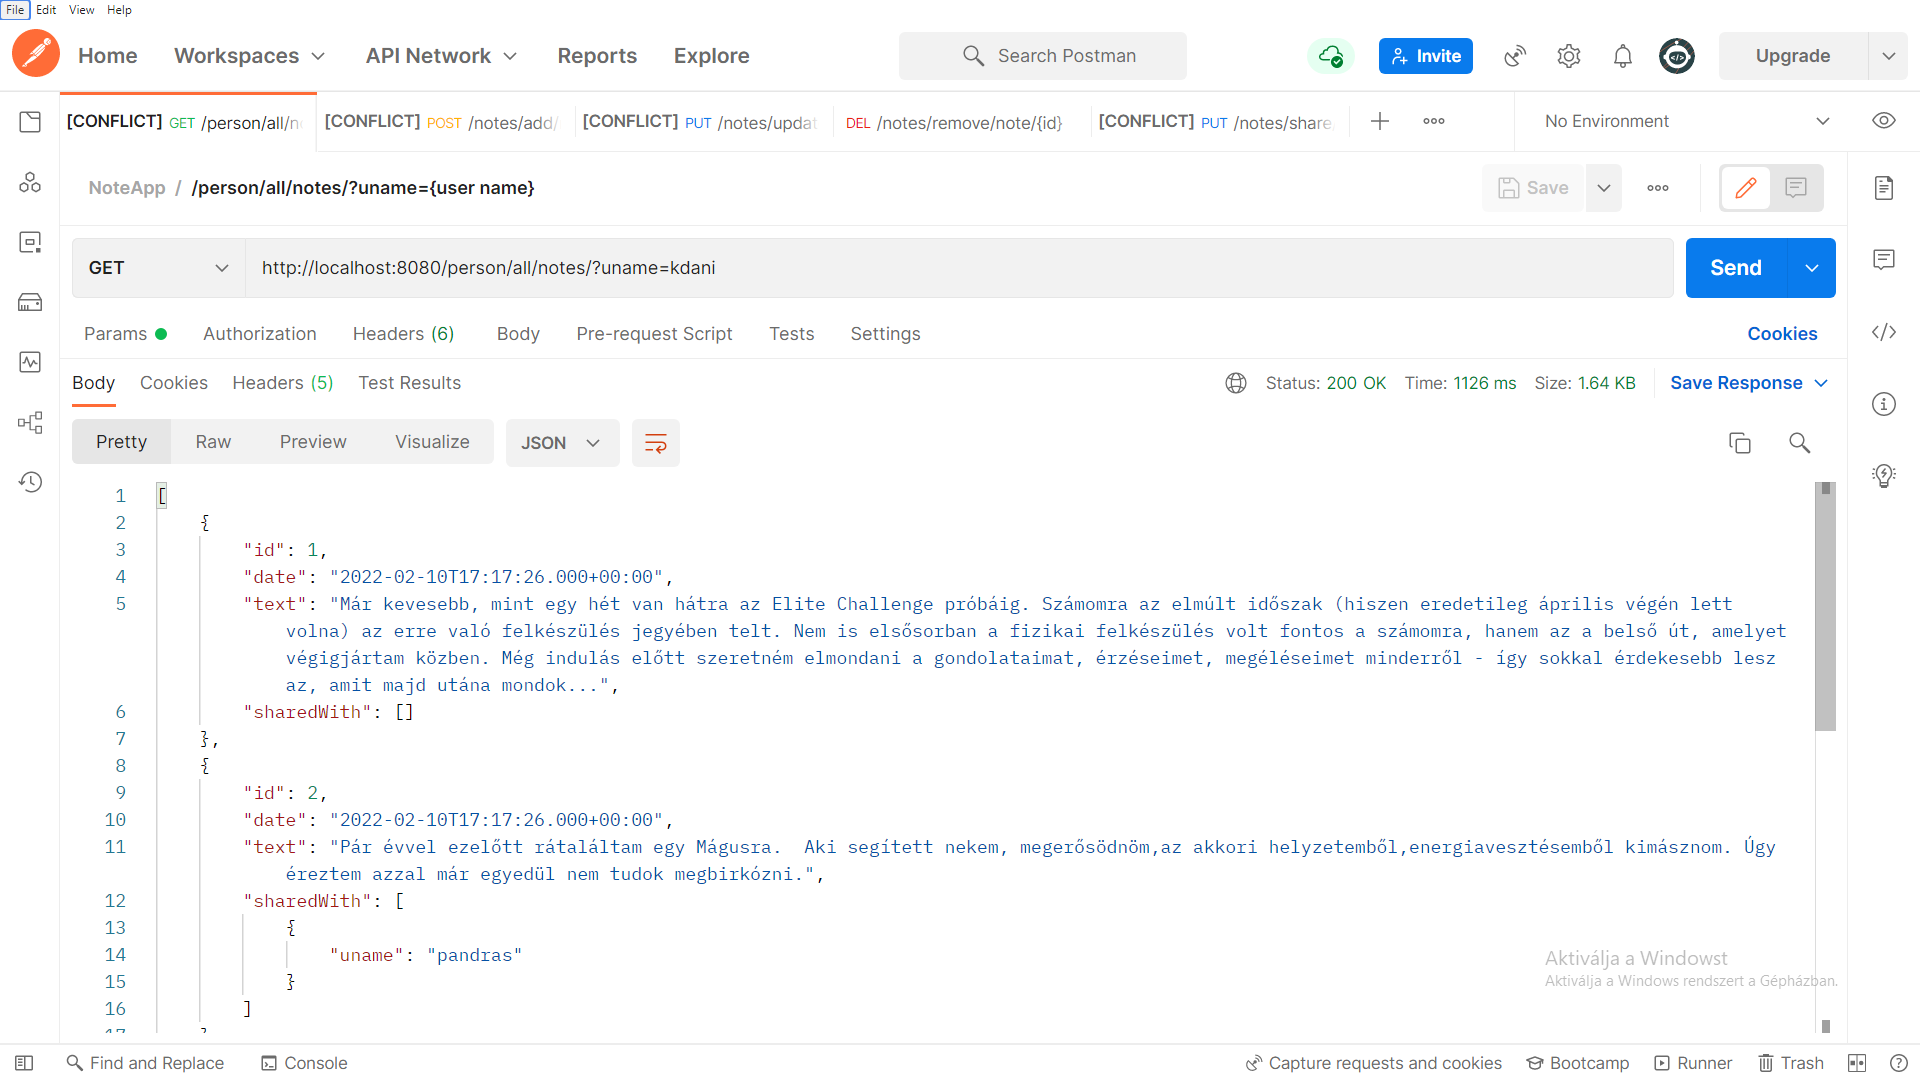 File Edit View Help
Home Workspaces API Network Reports Explore Search Postman Invite Upgrade
[CONFLICT] GET /person/all/n [CONFLICT] POST /notes/add/ [CONFLICT] PUT /notes/updat DEL /notes/remove/note/{id} [CONFLICT] PUT /notes/share No Environment
NoteApp / /person/all/notes/?uname={user name} Save
GET http://localhost:8080/person/all/notes/?uname=kdani Send
Params Authorization Headers (6) Body Pre-request Script Tests Settings Cookies
Body Cookies Headers (5) Test Results Status: 200 OK Time: 1126 ms Size: 1.64 KB Save Response
Pretty Raw Preview Visualize JSON
1 [
2 {
3 "id": 1,
4 "date": "2022-02-10T17:17:26.000+00:00",
5 "text": "Már kevesebb, mint egy hét van hátra az Elite Challenge próbáig. Számomra az elmúlt időszak (hiszen eredetileg április végén lett
volna) az erre való felkészülés jegyében telt. Nem is elsősorban a fizikai felkészülés volt fontos a számomra, hanem az a belső út, amelyet
végigjártam közben. Még indulás előtt szeretném elmondani a gondolataimat, érzéseimet, megéléseimet minderről - így sokkal érdekesebb lesz
az, amit majd utána mondok...",
6 "sharedWith": []
7 },
8 {
9 "id": 2,
10 "date": "2022-02-10T17:17:26.000+00:00",
11 "text": "Pár évvel ezelőtt rátaláltam egy Mágusra.  Aki segített nekem, megerősödnöm,az akkori helyzetemből,energiavesztésemből kimásznom. Úgy
éreztem azzal már egyedül nem tudok megbirkózni.",
12 "sharedWith": [
13 {
14 "uname": "pandras"
15 }
16 ]
Aktiválja a Windowst
Aktiválja a Windows rendszert a Gépházban.
Find and Replace Console Capture requests and cookies Bootcamp Runner Trash